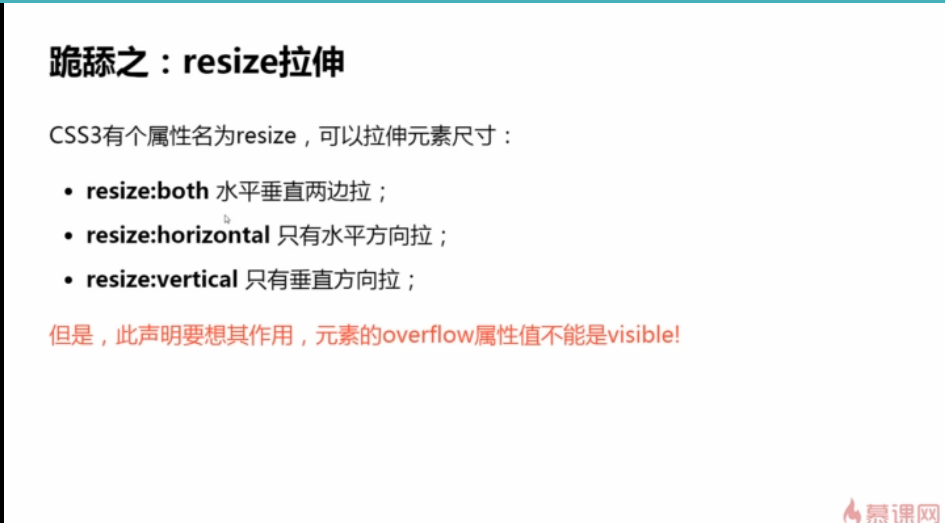 跪舔之：resize拉伸
CSS3有个属性名为resize，可以拉伸元素尺寸：
• resize:both 水平垂直两边拉；
• resize:horizontal 只有水平方向拉；
• resize:vertical 只有垂直方向拉；
但是，此声明要想其作用，元素的overflow属性值不能是visible!
慕课网